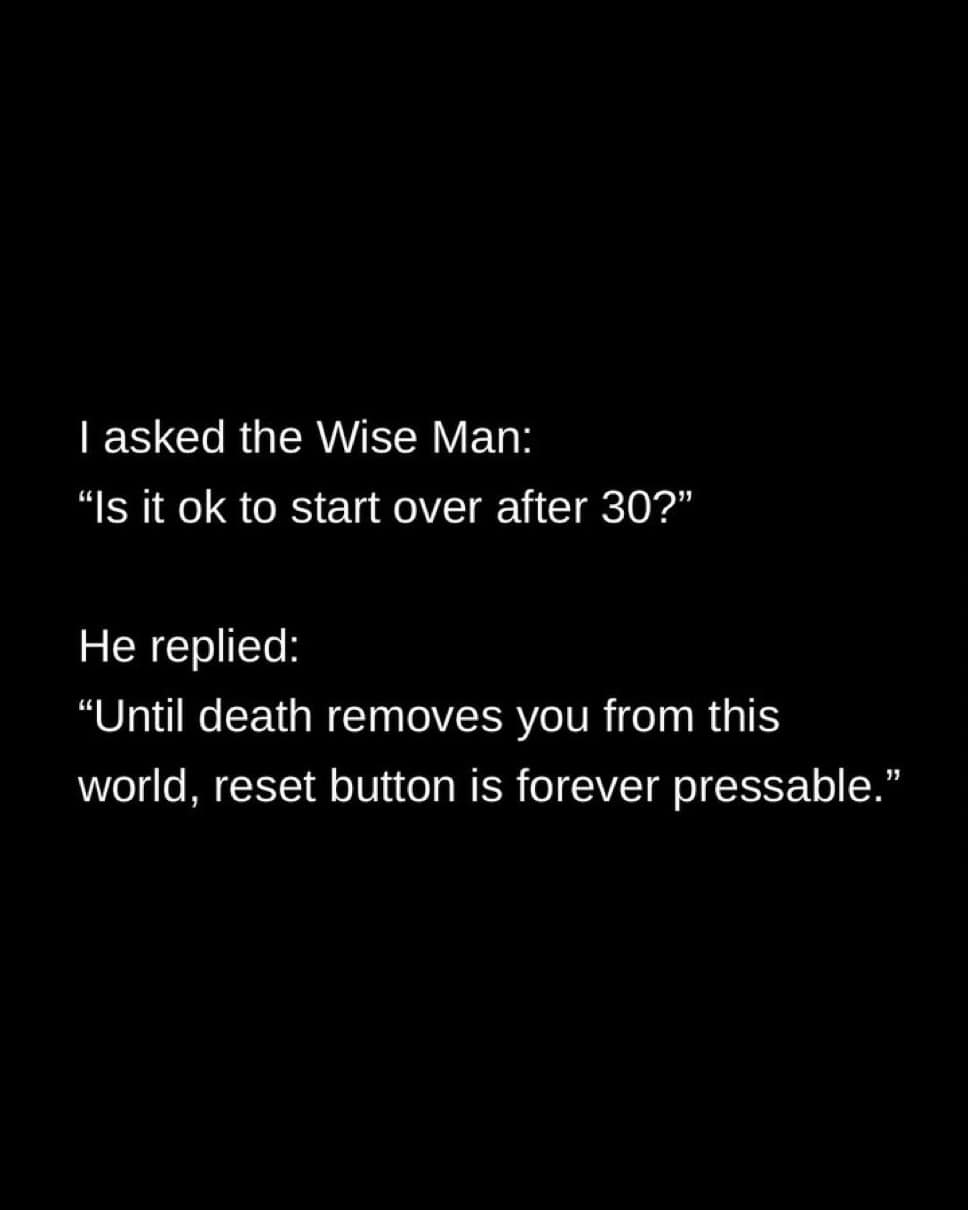 I asked the Wise Man:
“Is it ok to start over after 30?”
He replied:
“Until death removes you from this
world, reset button is forever pressable.”